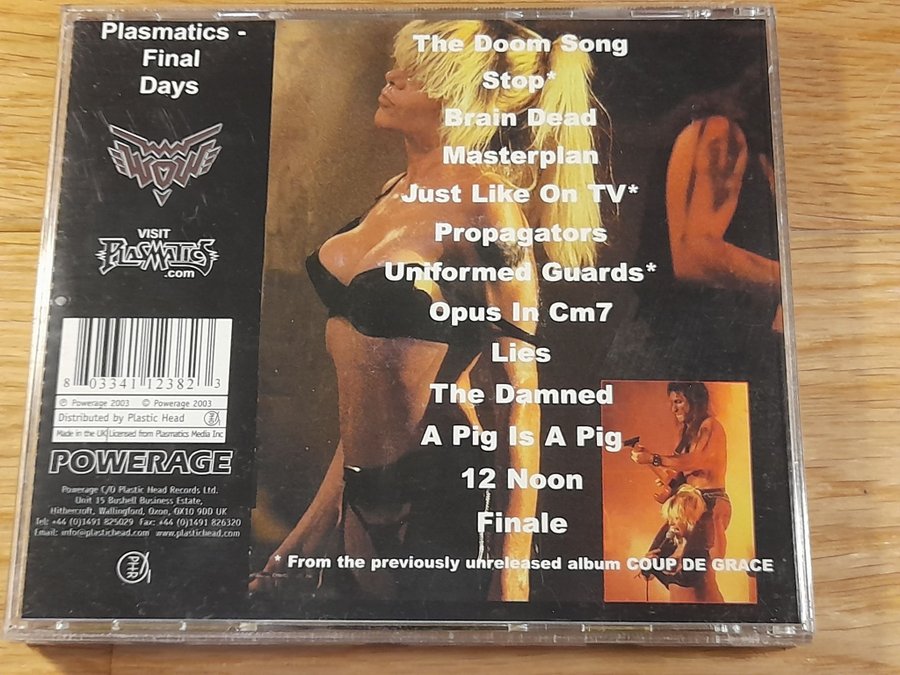 Plasmatics -
Final
Days
WOW
VISIT
PLASMATICS
.com
8 03341 12382 3
℗ Powerage 2003 © Powerage 2003
Distributed by Plastic Head
Made in the UK Licensed from Plasmatics Media Inc
POWERAGE
Powerage C/O Plastic Head Records Ltd.
Unit 15 Bushell Business Estate,
Hithercroft, Wallingford, Oxon, OX10 9DD UK
Tel: +44 (0)1491 825029 Fax: +44 (0)1491 826320
Email: info@plastichead.com www.plastichead.com
PHR
The Doom Song
Stop*
Brain Dead
Masterplan
Just Like On TV*
Propagators
Uniformed Guards*
Opus In Cm7
Lies
The Damned
A Pig Is A Pig
12 Noon
Finale
* From the previously unreleased album COUP DE GRACE